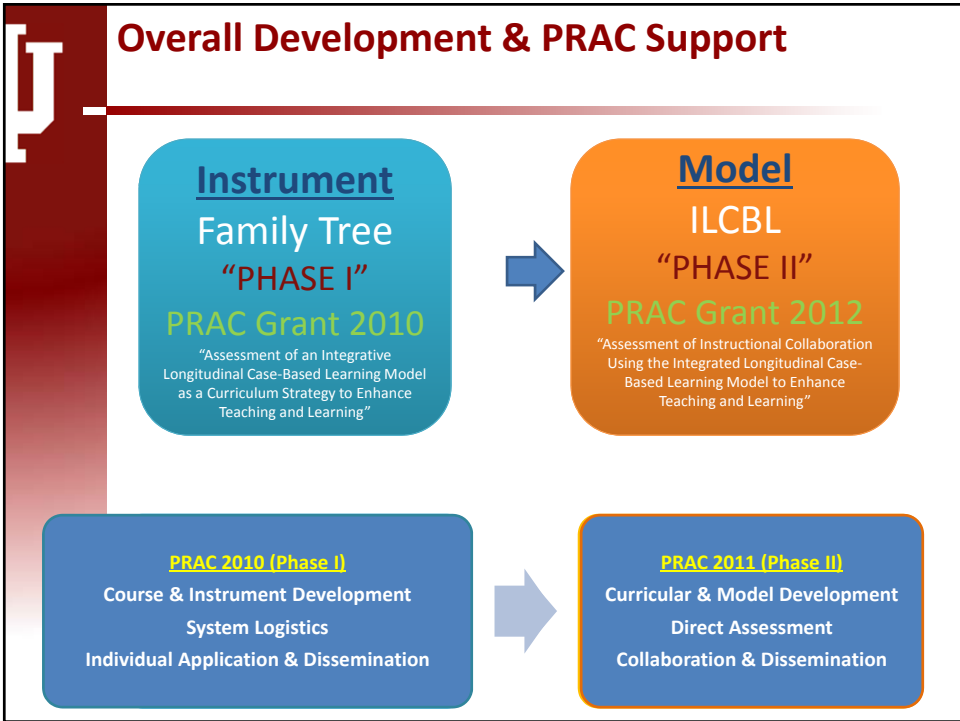 Overall Development & PRAC Support
Instrument
Family Tree
“PHASE I”
PRAC Grant 2010
“Assessment of an Integrative
Longitudinal Case-Based Learning Model
as a Curriculum Strategy to Enhance
Teaching and Learning”
Model
ILCBL
“PHASE II”
PRAC Grant 2012
“Assessment of Instructional Collaboration
Using the Integrated Longitudinal Case-
Based Learning Model to Enhance
Teaching and Learning”
PRAC 2010 (Phase I)
Course & Instrument Development
System Logistics
Individual Application & Dissemination
PRAC 2011 (Phase II)
Curricular & Model Development
Direct Assessment
Collaboration & Dissemination